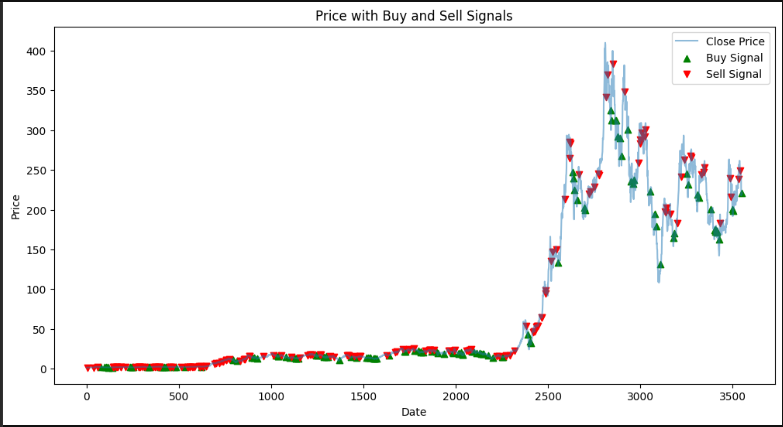 Price with Buy and Sell Signals
Close Price
Buy Signal
Sell Signal
400
350
300
250
200
150
100
50
0
Price
0 500 1000 1500 2000 2500 3000 3500
Date